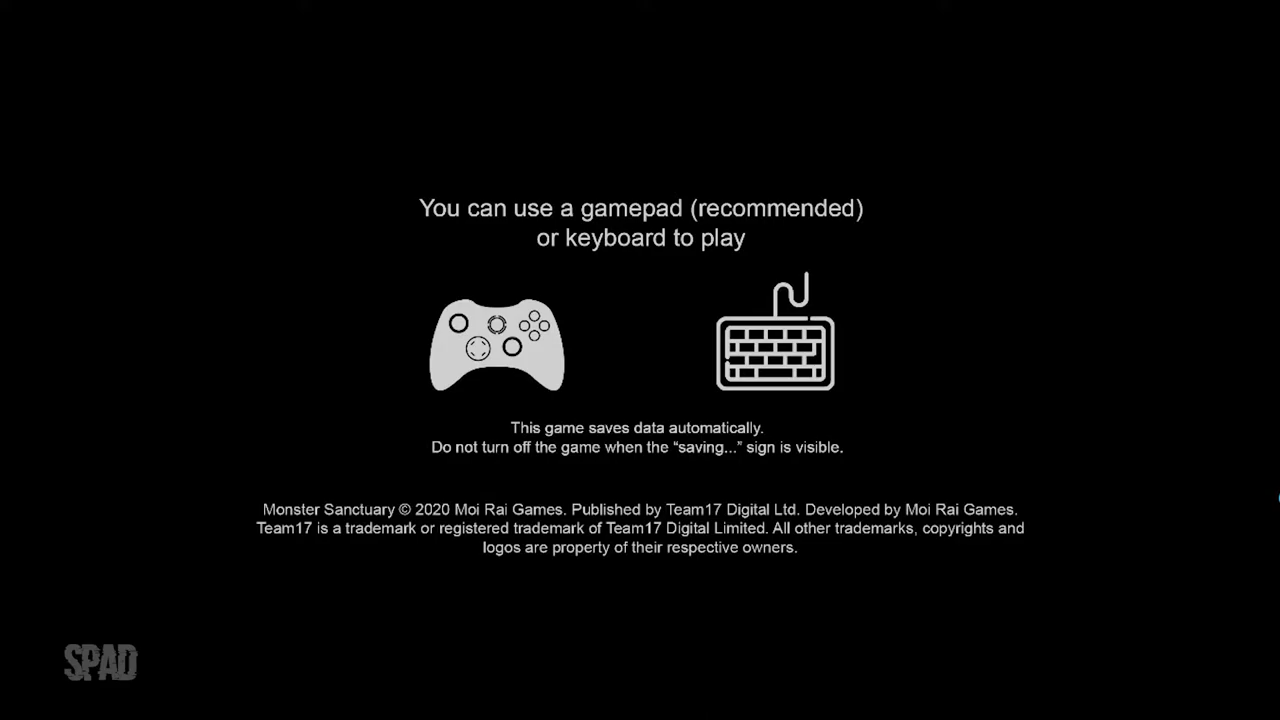 You can use a gamepad (recommended)
or keyboard to play
This game saves data automatically.
Do not turn off the game when the “saving...” sign is visible.
Monster Sanctuary © 2020 Moi Rai Games. Published by Team17 Digital Ltd. Developed by Moi Rai Games.
Team17 is a trademark or registered trademark of Team17 Digital Limited. All other trademarks, copyrights and
logos are property of their respective owners.
SPAD